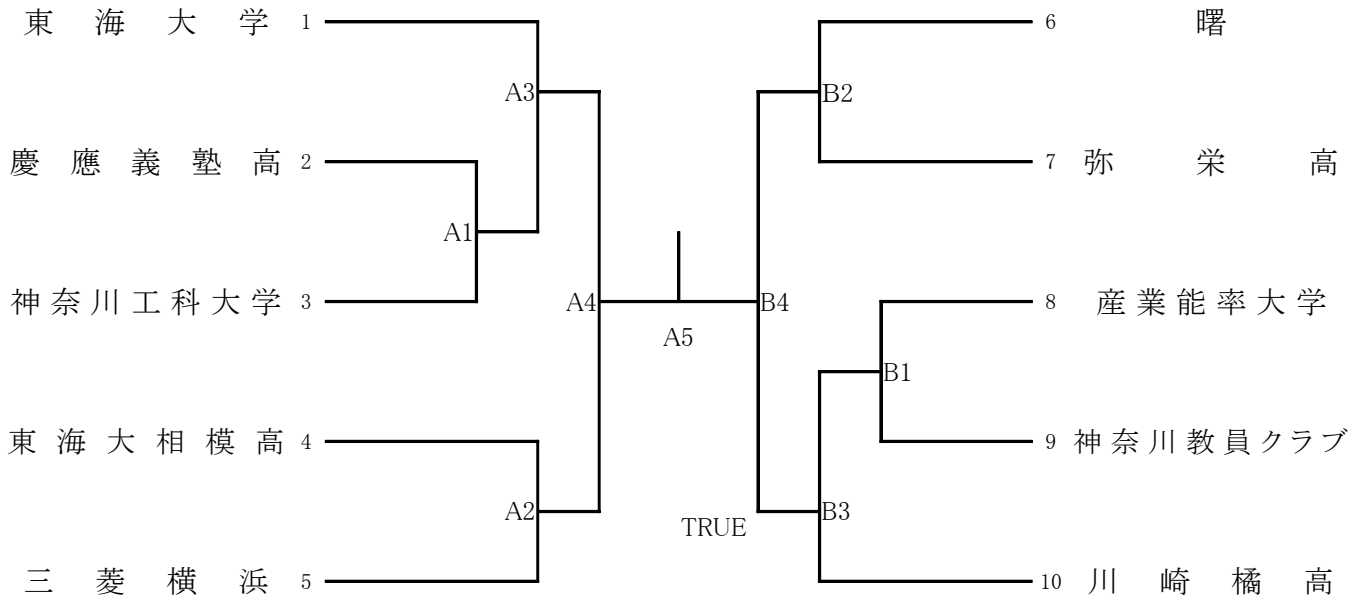 東海大学 1
6 曙
A3
B2
慶應義塾高 2
7 弥栄高
A1
神奈川工科大学 3
A4
B4
8 産業能率大学
A5
B1
東海大相模高 4
9 神奈川教員クラブ
A2
TRUE
B3
三菱横浜 5
10 川崎橘高